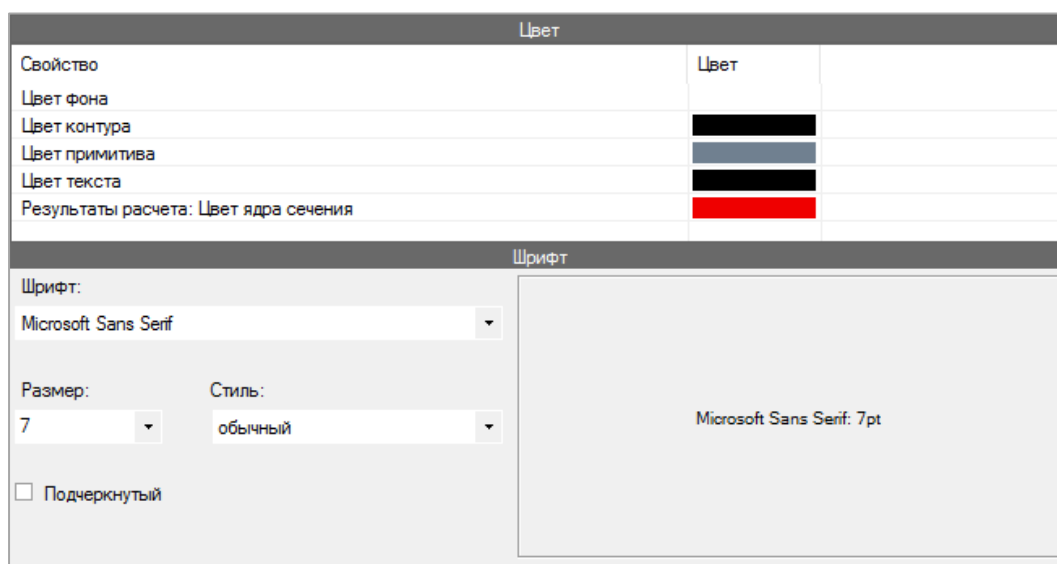 Цвет
Свойство Цвет
Цвет фона
Цвет контура
Цвет примитива
Цвет текста
Результаты расчета: Цвет ядра сечения
Шрифт
Шрифт:
Microsoft Sans Serif
Размер: Стиль:
7 обычный
Microsoft Sans Serif: 7pt
Подчеркнутый